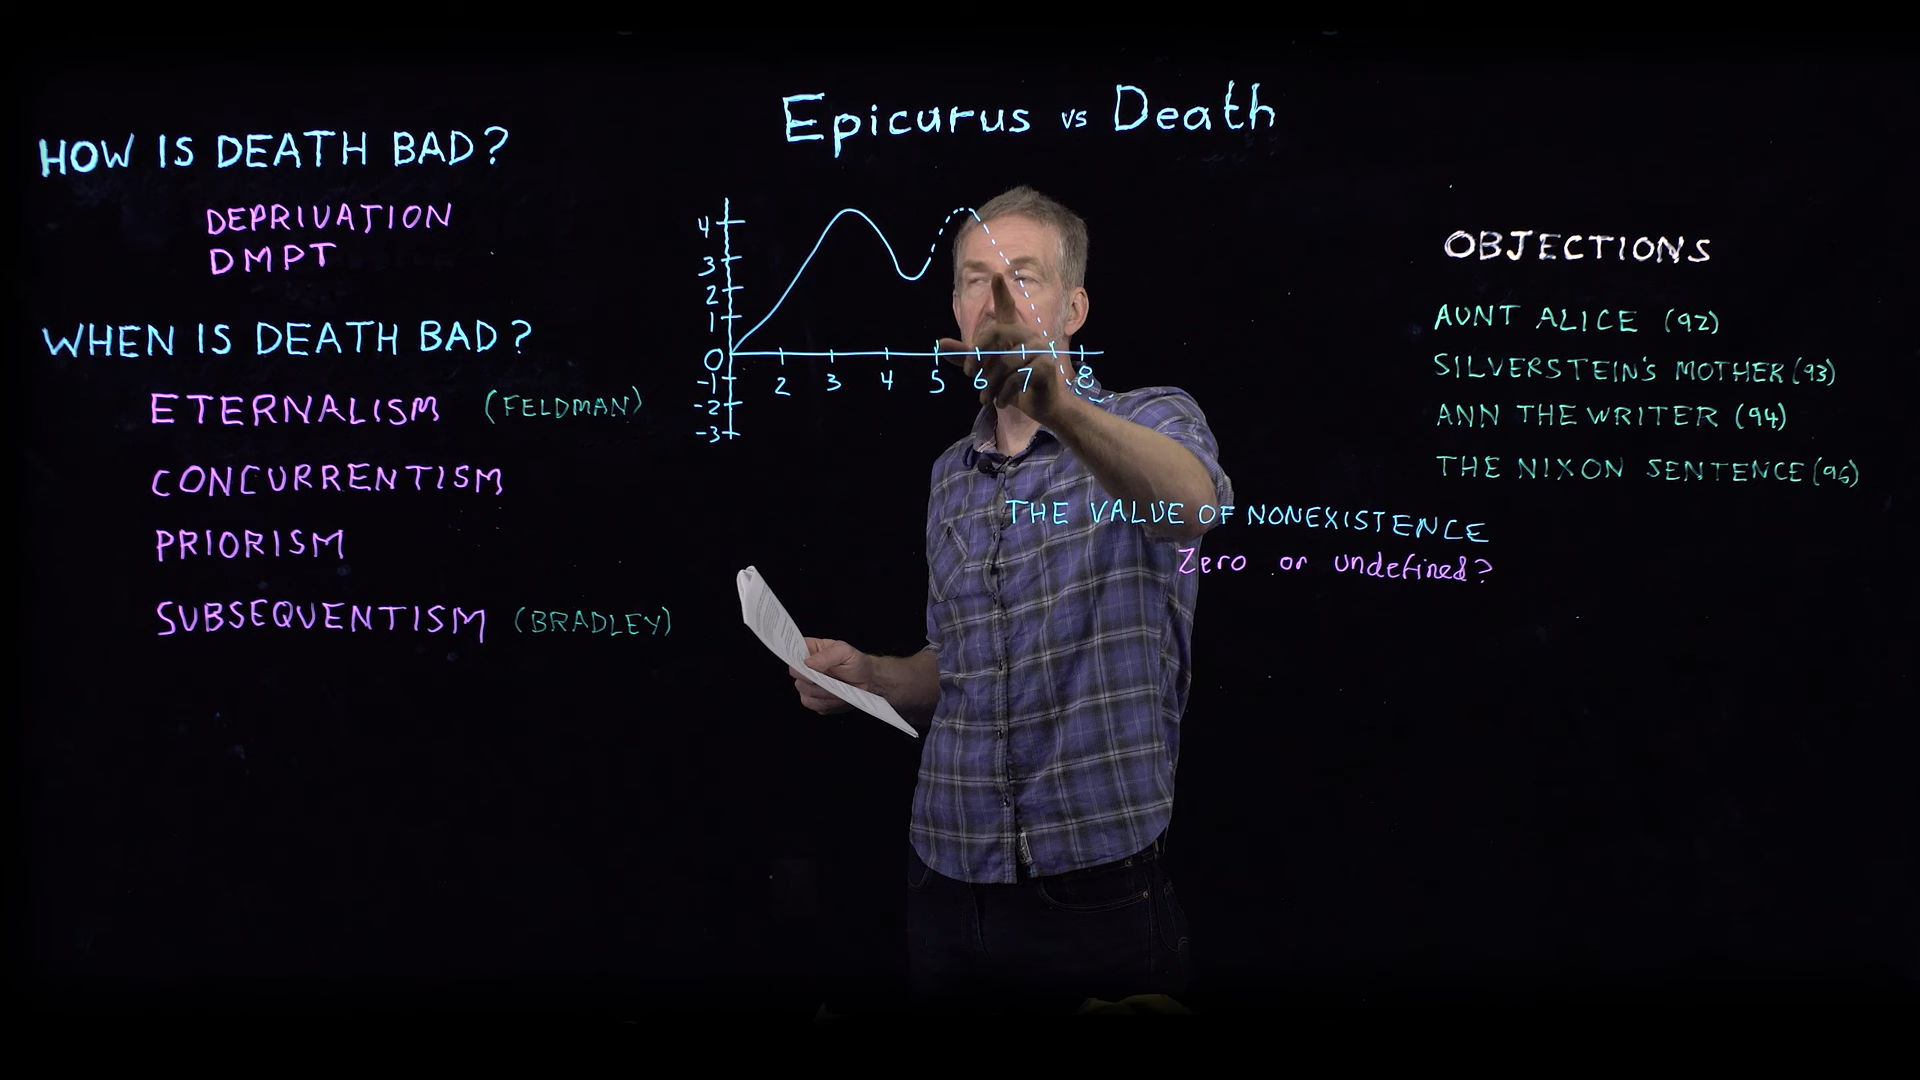 Epicurus vs Death
HOW IS DEATH BAD?
DEPRIVATION
DMPT
WHEN IS DEATH BAD?
ETERNALISM (FELDMAN)
CONCURRENTISM
PRIORISM
SUBSEQUENTISM (BRADLEY)
4
3
2
1
0
-1
-2
-3
2 3 4 5 6 7 8
THE VALUE OF NONEXISTENCE
Zero or undefined?
OBJECTIONS
AUNT ALICE (92)
SILVERSTEIN'S MOTHER (93)
ANN THE WRITER (94)
THE NIXON SENTENCE (96)